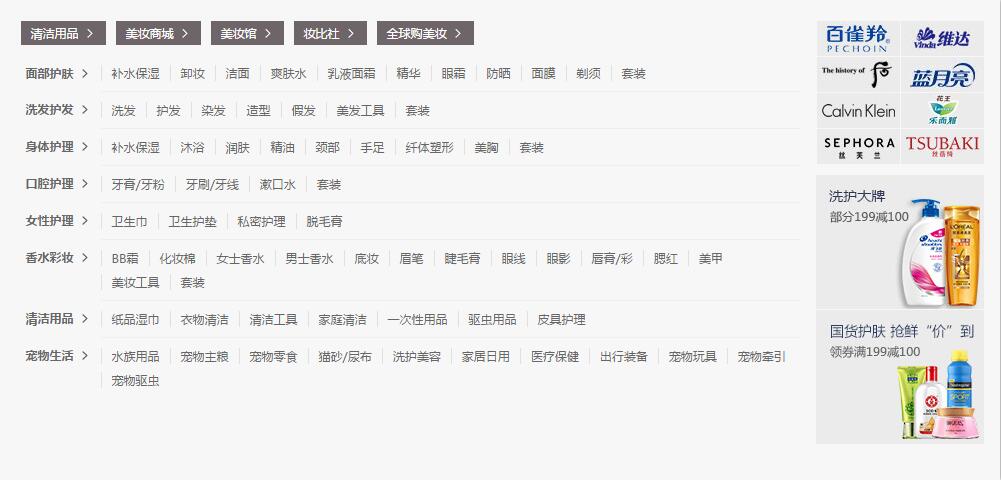 清洁用品 > 美妆商城 > 美妆馆 > 妆比社 > 全球购美妆 >
面部护肤 > 补水保湿 卸妆 洁面 爽肤水 乳液面霜 精华 眼霜 防晒 面膜 剃须 套装
洗发护发 > 洗发 护发 染发 造型 假发 美发工具 套装
身体护理 > 补水保湿 沐浴 润肤 精油 颈部 手足 纤体塑形 美胸 套装
口腔护理 > 牙膏/牙粉 牙刷/牙线 漱口水 套装
女性护理 > 卫生巾 卫生护垫 私密护理 脱毛膏
香水彩妆 > BB霜 化妆棉 女士香水 男士香水 底妆 眉笔 睫毛膏 眼线 眼影 唇膏/彩 腮红 美甲
美妆工具 套装
清洁用品 > 纸品湿巾 衣物清洁 清洁工具 家庭清洁 一次性用品 驱虫用品 皮具护理
宠物生活 > 水族用品 宠物主粮 宠物零食 猫砂/尿布 洗护美容 家居日用 医疗保健 出行装备 宠物玩具 宠物牵引
宠物驱虫
百雀羚
PECHOIN
Vinda 维达
The history of 后
蓝月亮
Calvin Klein
花王
乐而雅
SEPHORA
丝芙兰
TSUBAKI
丝蓓绮
洗护大牌
部分199减100
head & shoulders
L'OREAL
国货护肤 抢鲜“价”到
领券满199减100
SPORT